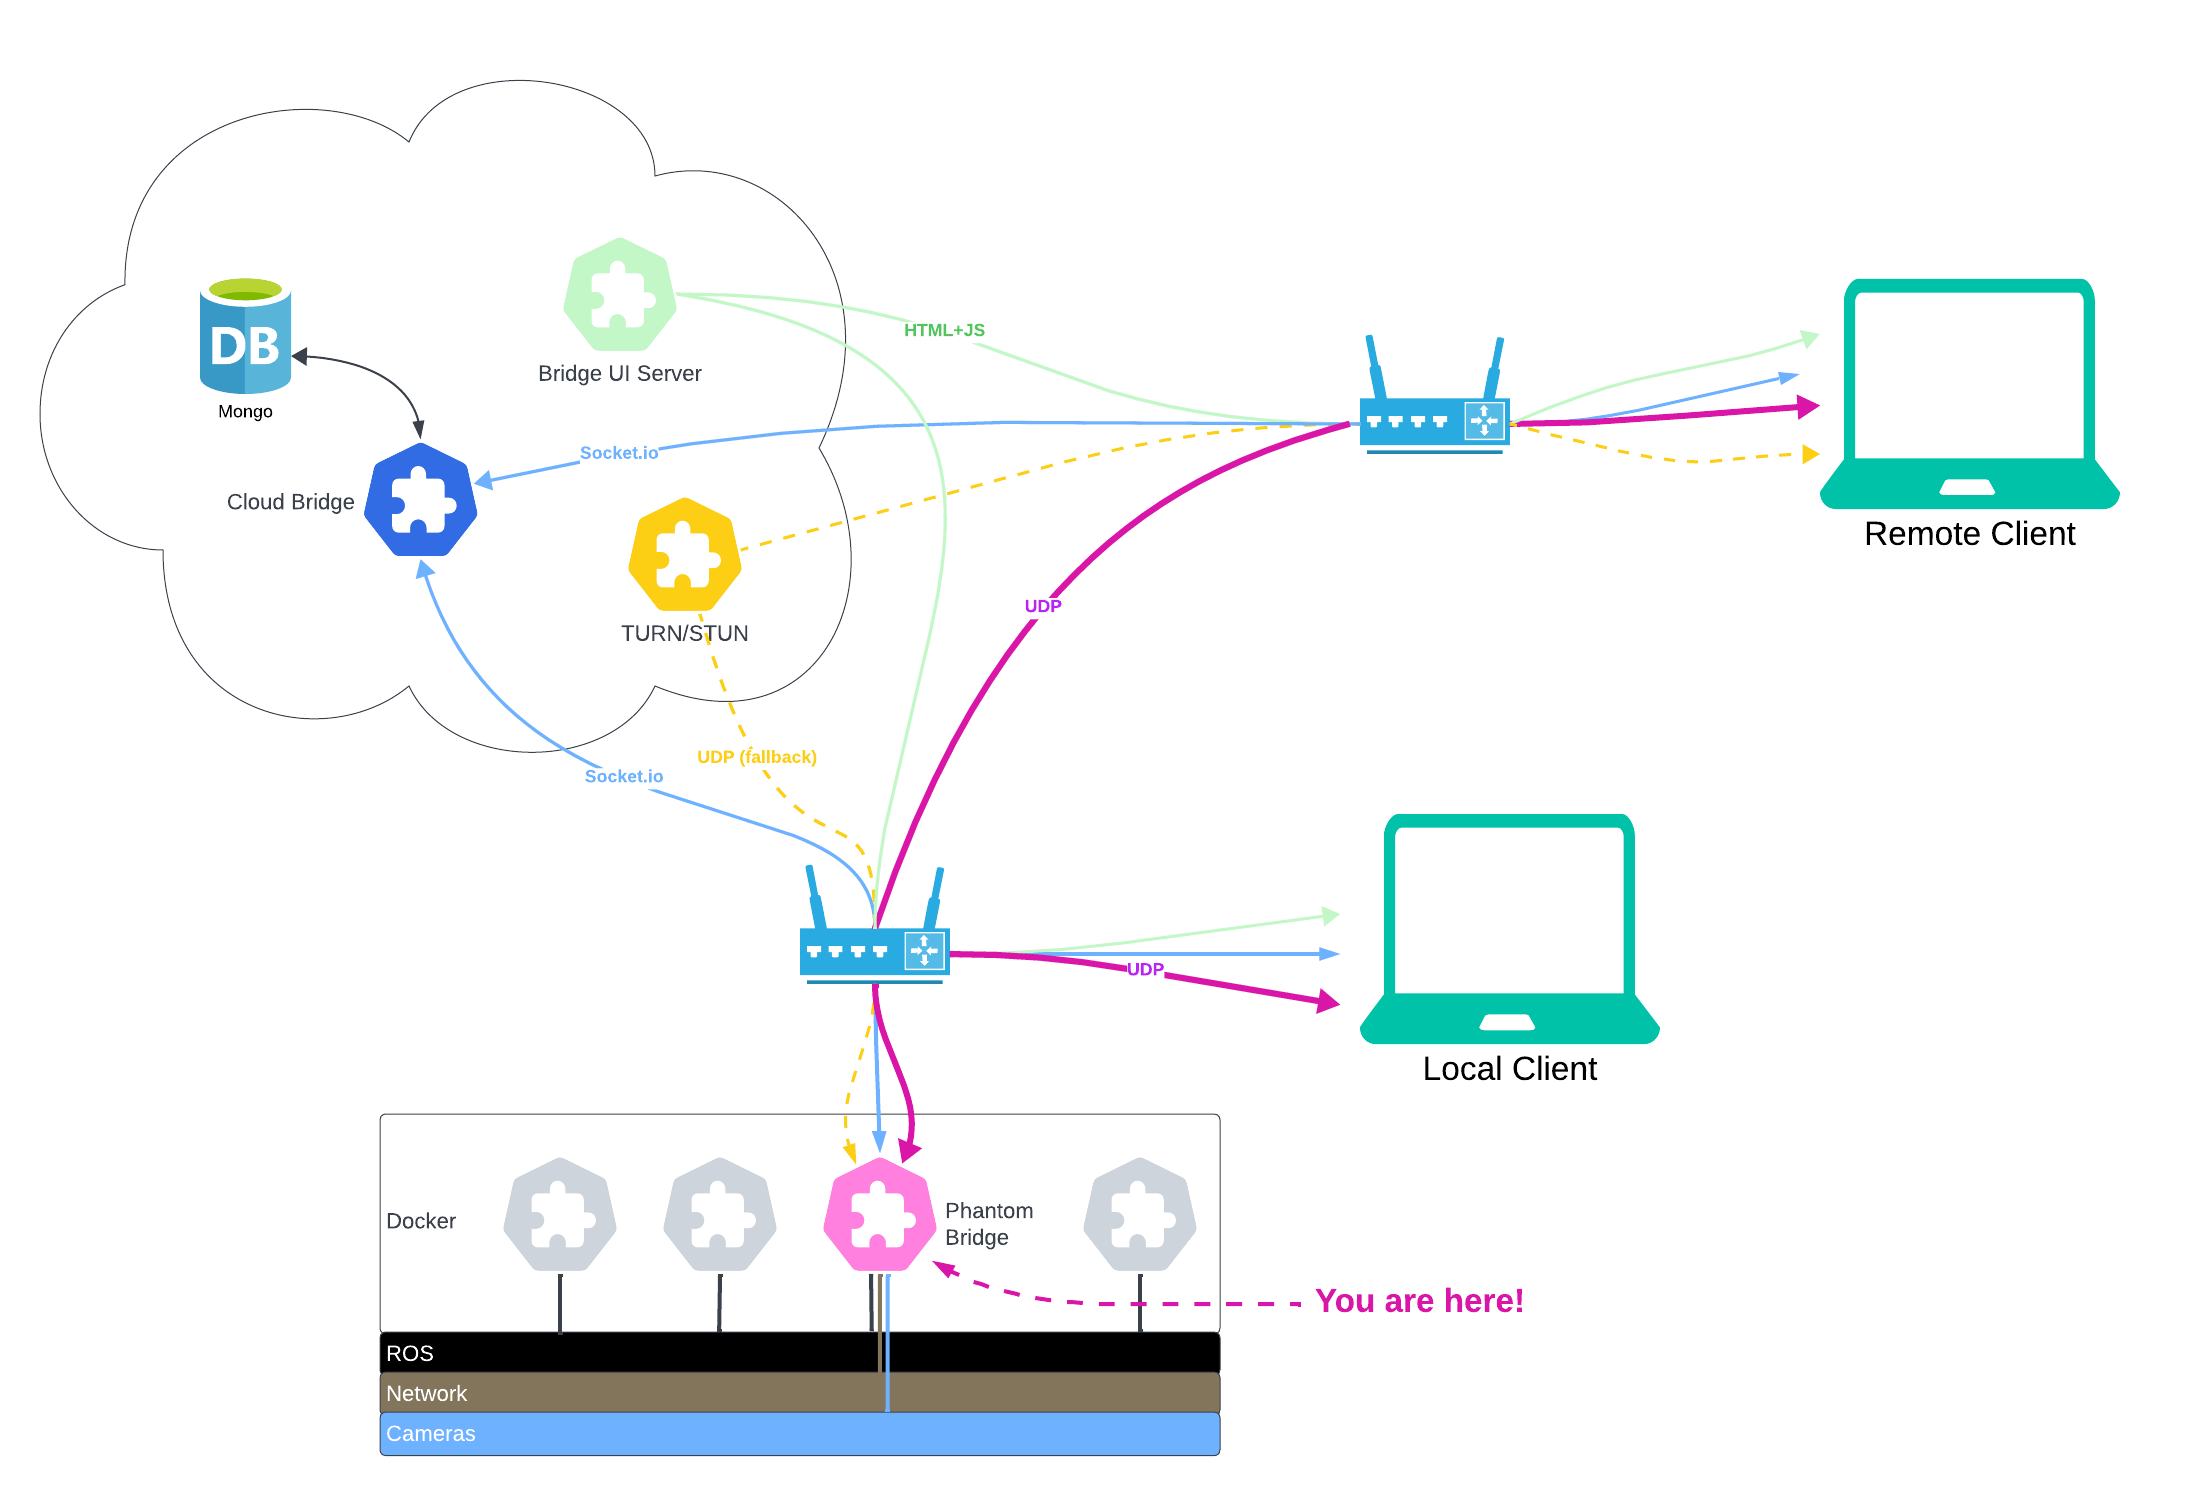 DB
Mongo
Bridge UI Server
HTML+JS
Socket.io
Cloud Bridge
TURN/STUN
Remote Client
UDP
UDP (fallback)
Socket.io
UDP
Local Client
Docker
Phantom
Bridge
You are here!
ROS
Network
Cameras